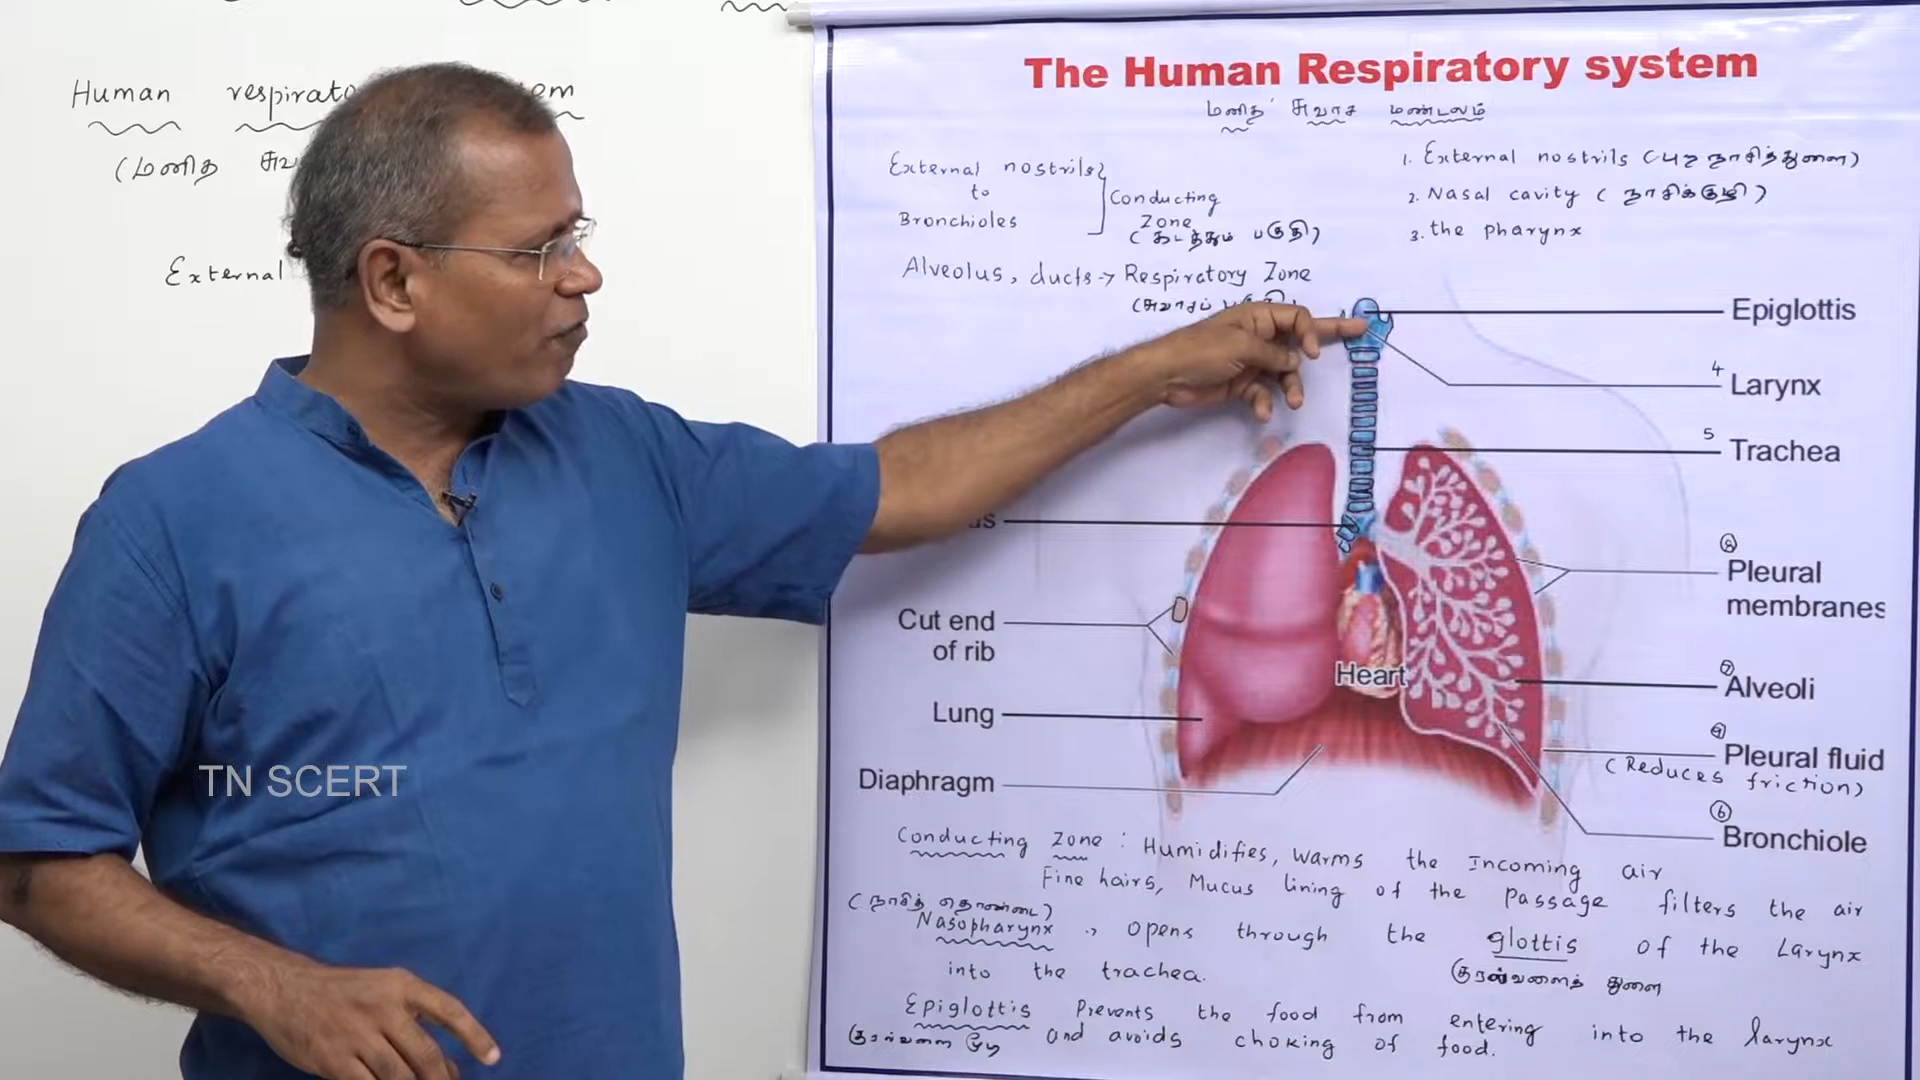 Human
(மனித
External
TN SCERT
The Human Respiratory system
மனித சுவாச மண்டலம்
External nostrils
to
Bronchioles
Conducting
Zone
(கடத்தும் பகுதி)
Alveolus, ducts → Respiratory Zone
1. External nostrils (புற நாசித்துளை)
2. Nasal cavity (நாசிக்குழி)
3. the pharynx
Epiglottis
4
Larynx
5
Trachea
8
Pleural
membranes
7
Alveoli
9
Pleural fluid
(Reduces friction)
6
Bronchiole
Cut end
of rib
Lung
Diaphragm
Heart
Conducting Zone : Humidifies, warms the Incoming air
Fine hairs, Mucus lining of the Passage filters the air
(நாசித் தொண்டை)
Nasopharynx → opens through the glottis of the Larynx
into the trachea.
குரல்வளைத் துளை
Epiglottis Prevents the food from entering into the larynx
குரல்வளை மூடி and avoids choking of food.